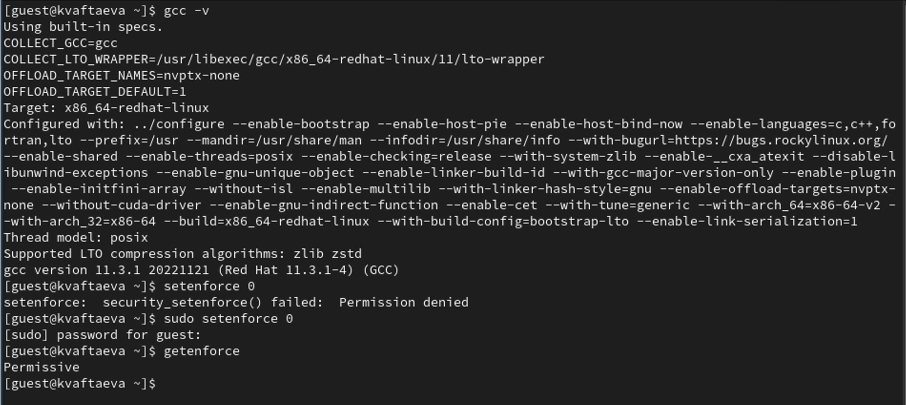 [guest@kvaftaeva ~]$ gcc -v
Using built-in specs.
COLLECT_GCC=gcc
COLLECT_LTO_WRAPPER=/usr/libexec/gcc/x86_64-redhat-linux/11/lto-wrapper
OFFLOAD_TARGET_NAMES=nvptx-none
OFFLOAD_TARGET_DEFAULT=1
Target: x86_64-redhat-linux
Configured with: ../configure --enable-bootstrap --enable-host-pie --enable-host-bind-now --enable-languages=c,c++,fo
rtran,lto --prefix=/usr --mandir=/usr/share/man --infodir=/usr/share/info --with-bugurl=https://bugs.rockylinux.org/
--enable-shared --enable-threads=posix --enable-checking=release --with-system-zlib --enable-__cxa_atexit --disable-l
ibunwind-exceptions --enable-gnu-unique-object --enable-linker-build-id --with-gcc-major-version-only --enable-plugin
 --enable-initfini-array --without-isl --enable-multilib --with-linker-hash-style=gnu --enable-offload-targets=nvptx-
none --without-cuda-driver --enable-gnu-indirect-function --enable-cet --with-tune=generic --with-arch_64=x86-64-v2 -
-with-arch_32=x86-64 --build=x86_64-redhat-linux --with-build-config=bootstrap-lto --enable-link-serialization=1
Thread model: posix
Supported LTO compression algorithms: zlib zstd
gcc version 11.3.1 20221121 (Red Hat 11.3.1-4) (GCC)
[guest@kvaftaeva ~]$ setenforce 0
setenforce:  security_setenforce() failed:  Permission denied
[guest@kvaftaeva ~]$ sudo setenforce 0
[sudo] password for guest:
[guest@kvaftaeva ~]$ getenforce
Permissive
[guest@kvaftaeva ~]$